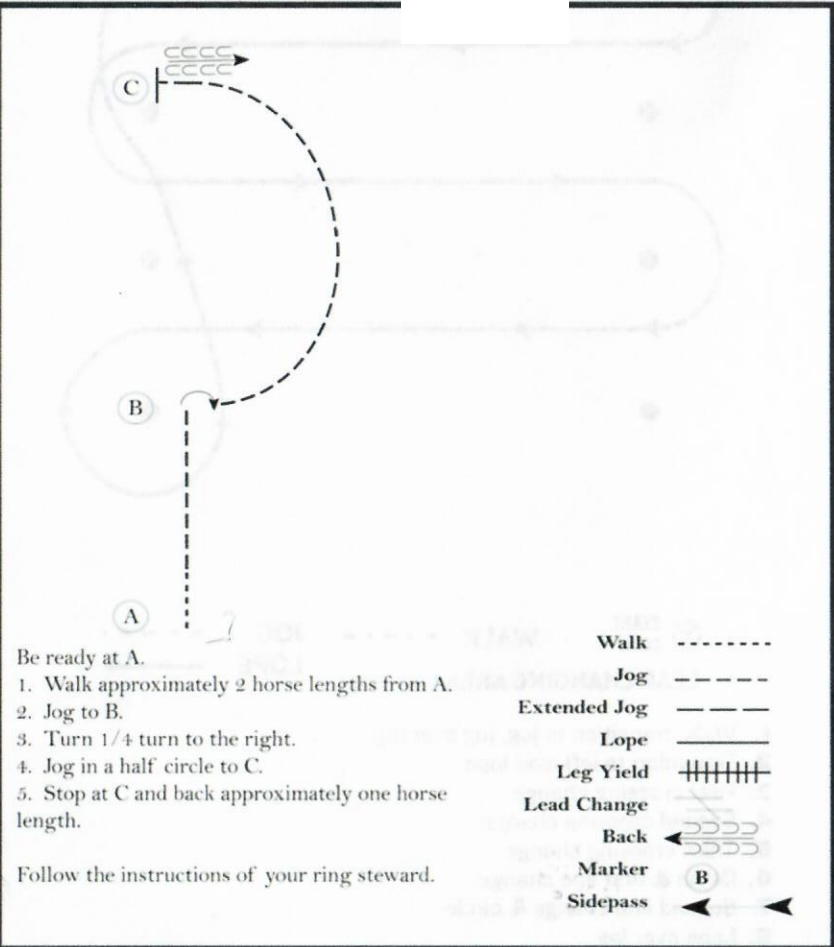 C
B
A
Be ready at A.
1. Walk approximately 2 horse lengths from A.
2. Jog to B.
3. Turn 1/4 turn to the right.
4. Jog in a half circle to C.
5. Stop at C and back approximately one horse
length.
Follow the instructions of your ring steward.
Walk
Jog
Extended Jog
Lope
Leg Yield
Lead Change
Back
Marker B
Sidepass